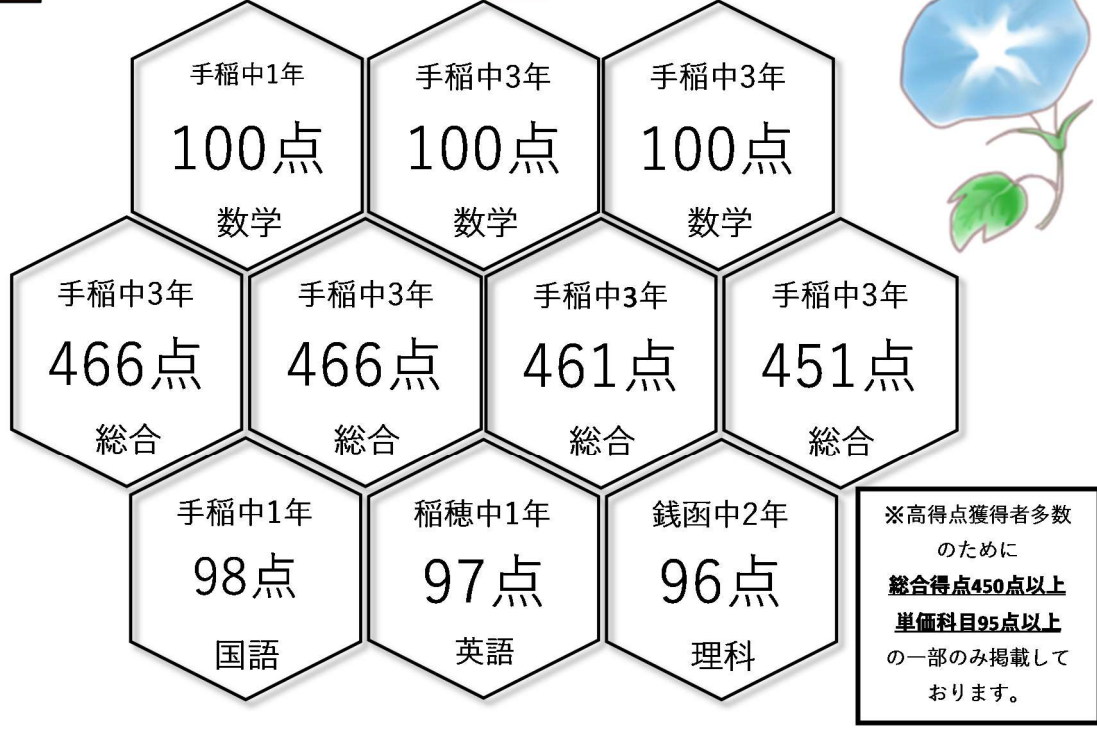 手稲中1年
100点
数学
手稲中3年
100点
数学
手稲中3年
100点
数学
手稲中3年
466点
総合
手稲中3年
466点
総合
手稲中3年
461点
総合
手稲中3年
451点
総合
手稲中1年
98点
国語
稲穂中1年
97点
英語
銭函中2年
96点
理科
※高得点獲得者多数
のために
総合得点450点以上
単価科目95点以上
の一部のみ掲載して
おります。